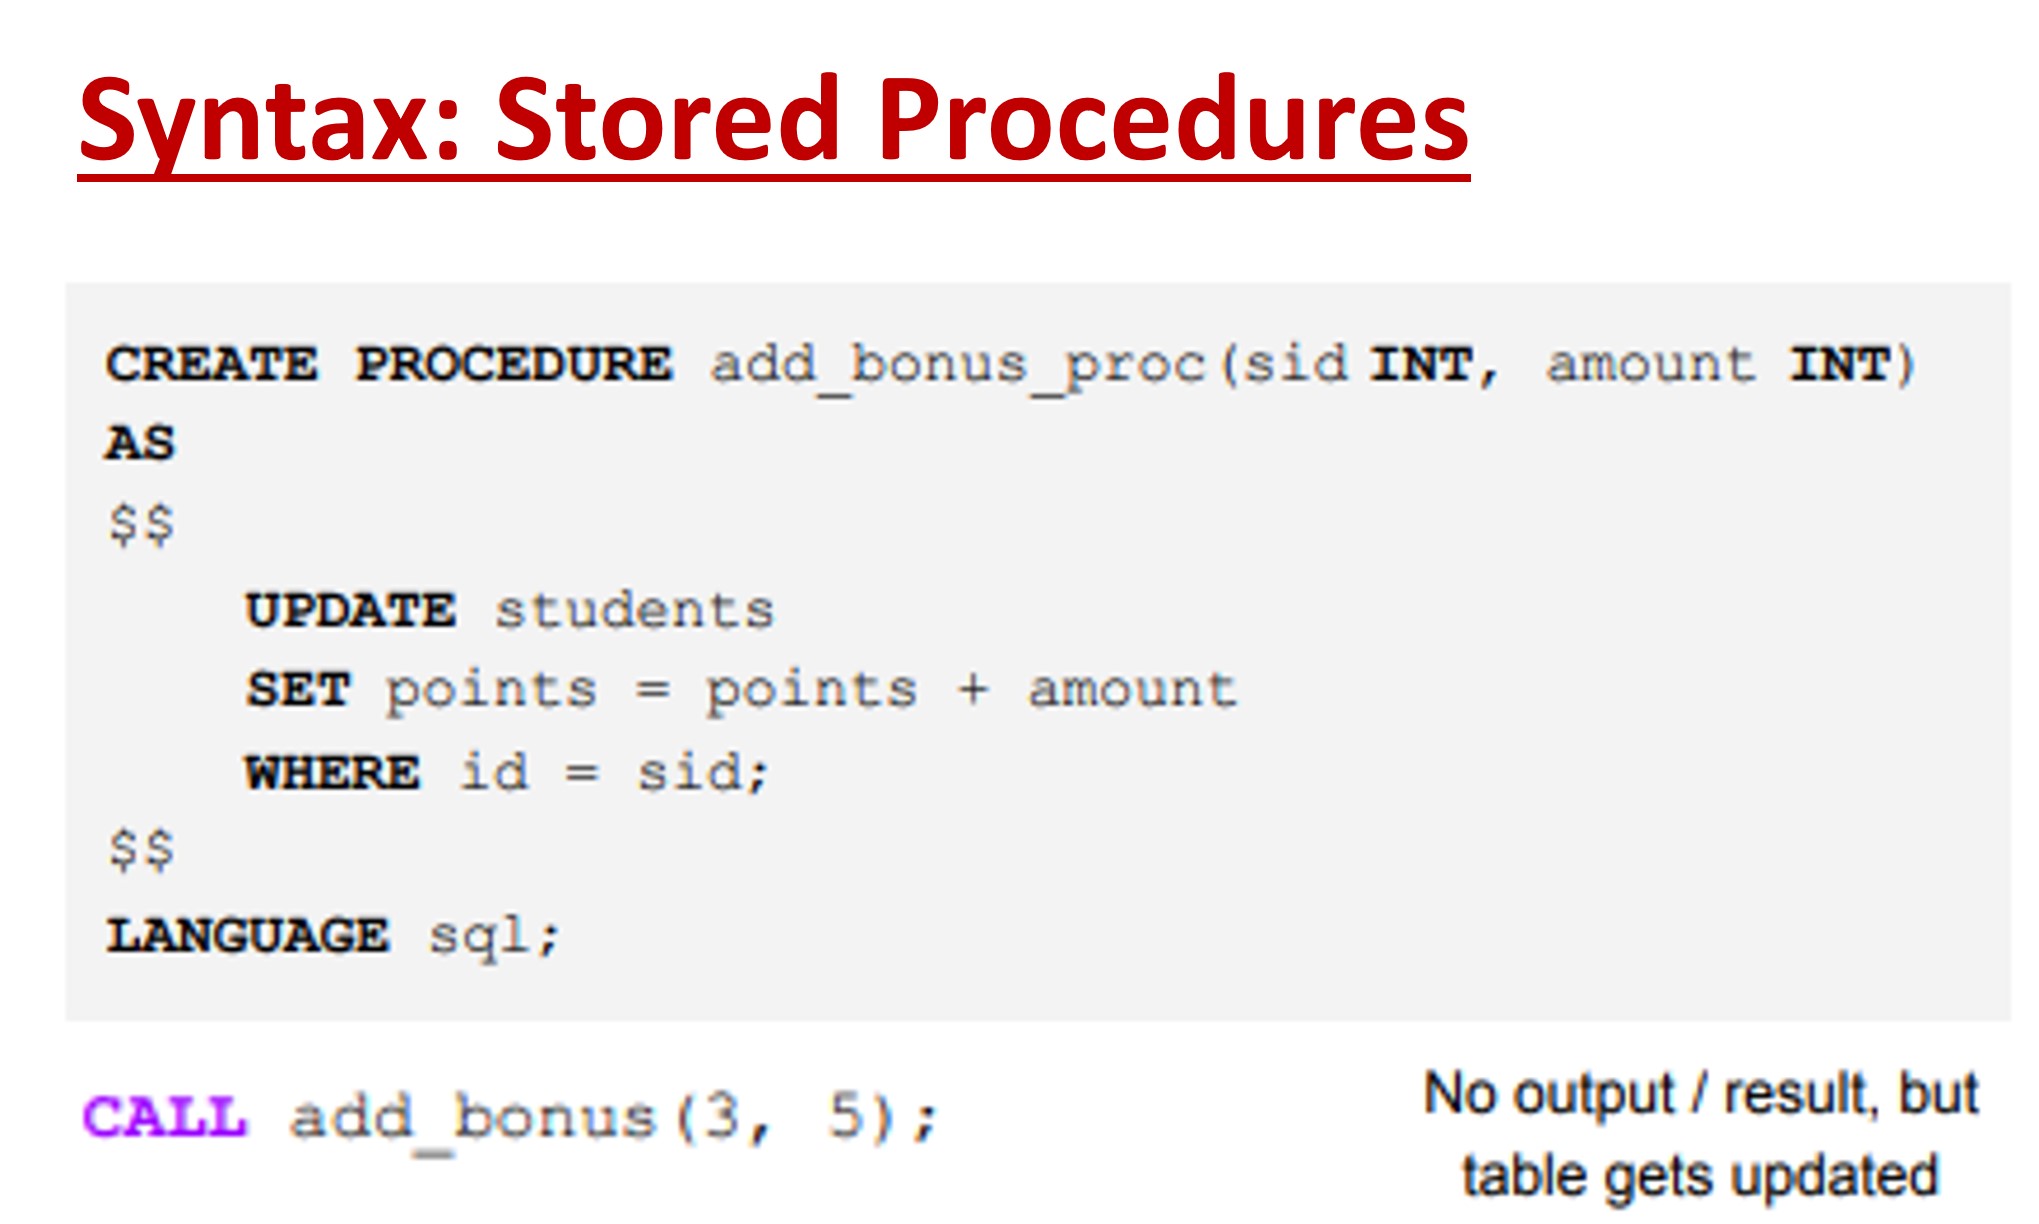 Syntax: Stored Procedures
CREATE PROCEDURE add_bonus_proc(sid INT, amount INT)
AS
$$
UPDATE students
SET points = points + amount
WHERE id = sid;
$$
LANGUAGE sql;
CALL add_bonus(3, 5);
No output / result, but
table gets updated